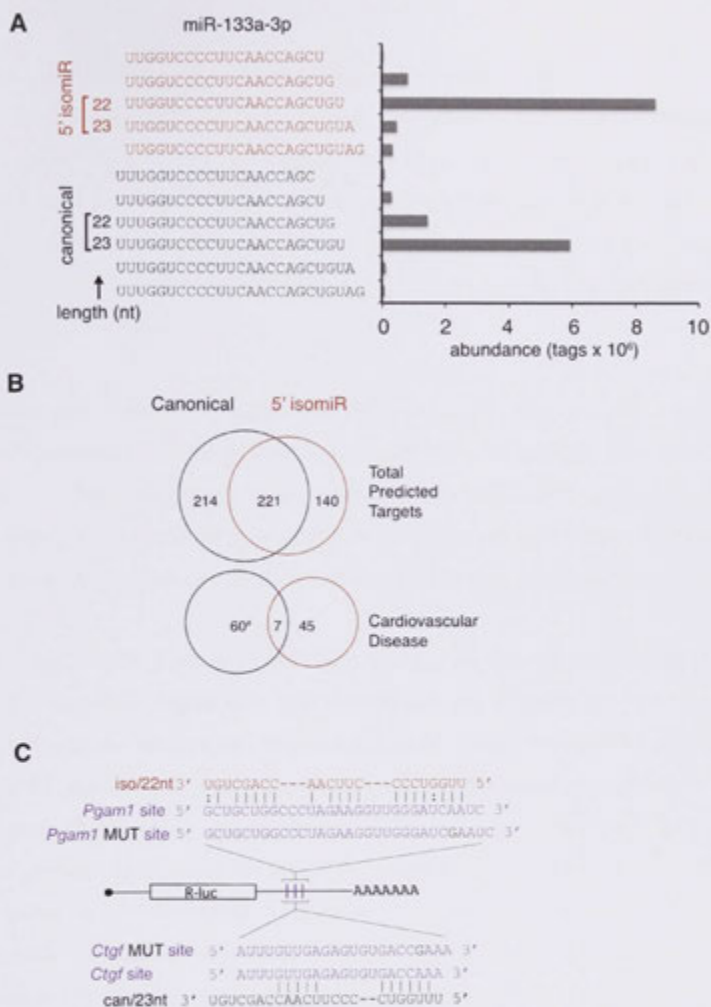 A
miR-133a-3p
5' isomiR
UUGGUCCCCUUCAACCAGCU
UUGGUCCCCUUCAACCAGCUG
22 UUGGUCCCCUUCAACCAGCUGU
23 UUGGUCCCCUUCAACCAGCUGUA
UUGGUCCCCUUCAACCAGCUGUAG
canonical
UUUGGUCCCCUUCAACCAGC
UUUGGUCCCCUUCAACCAGCU
22 UUUGGUCCCCUUCAACCAGCUG
23 UUUGGUCCCCUUCAACCAGCUGU
UUUGGUCCCCUUCAACCAGCUGUA
UUUGGUCCCCUUCAACCAGCUGUAG
length (nt)
0 2 4 6 8 10
abundance (tags x 10⁶)
B
Canonical 5' isomiR
214 221 140
Total
Predicted
Targets
60* 7 45
Cardiovascular
Disease
C
iso/22nt 3' UGUCGACC---AACUUC---CCCUGGUU 5'
Pgam1 site 5' GCUGCUGGCCCUAGAAGGUUGGGAUCAAUC 3'
Pgam1 MUT site 5' GCUGCUGGCCCUAGAAGGUUGGGAUCGAAUC 3'
R-luc AAAAAAA
Ctgf MUT site 5' AUUUGUUGAGAGUGUGACCGAAA 3'
Ctgf site 5' AUUUGUUGAGAGUGUGACCAAA 3'
can/23nt 3' UGUCGACCAACUUCCCC--CUGGUUU 5'